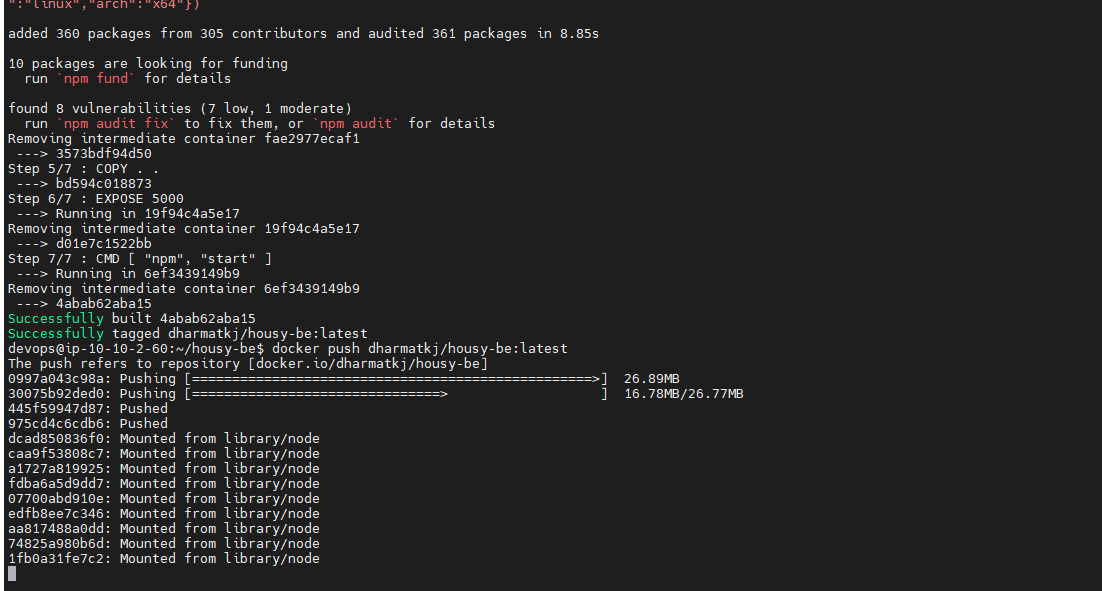 ":"linux","arch":"x64"})
added 360 packages from 305 contributors and audited 361 packages in 8.85s
10 packages are looking for funding
  run `npm fund` for details
found 8 vulnerabilities (7 low, 1 moderate)
  run `npm audit fix` to fix them, or `npm audit` for details
Removing intermediate container fae2977ecaf1
 ---> 3573bdf94d50
Step 5/7 : COPY . .
 ---> bd594c018873
Step 6/7 : EXPOSE 5000
 ---> Running in 19f94c4a5e17
Removing intermediate container 19f94c4a5e17
 ---> d01e7c1522bb
Step 7/7 : CMD [ "npm", "start" ]
 ---> Running in 6ef3439149b9
Removing intermediate container 6ef3439149b9
 ---> 4abab62aba15
Successfully built 4abab62aba15
Successfully tagged dharmatkj/housy-be:latest
devops@ip-10-10-2-60:~/housy-be$ docker push dharmatkj/housy-be:latest
The push refers to repository [docker.io/dharmatkj/housy-be]
0997a043c98a: Pushing [==================================================>]  26.89MB
30075b92ded0: Pushing [===============================>                   ]  16.78MB/26.77MB
445f59947d87: Pushed
975cd4c6cdb6: Pushed
dcad850836f0: Mounted from library/node
caa9f53808c7: Mounted from library/node
a1727a819925: Mounted from library/node
fdba6a5d9dd7: Mounted from library/node
07700abd910e: Mounted from library/node
edfb8ee7c346: Mounted from library/node
aa817488a0dd: Mounted from library/node
74825a980b6d: Mounted from library/node
1fb0a31fe7c2: Mounted from library/node